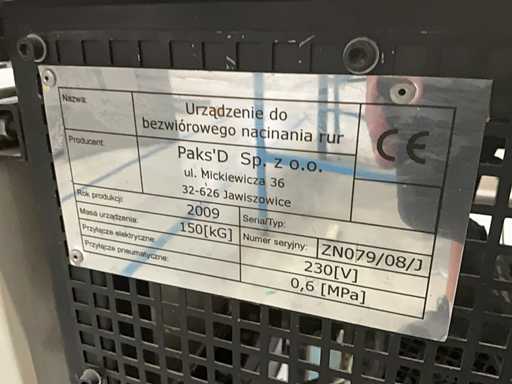 Nazwa:
Urządzenie do
bezwiórowego nacinania rur
Producent:
Paks'D Sp. z o.o.
ul. Mickiewicza 36
32-626 Jawiszowice
CE
Rok produkcji:
2009
Seria/Typ:
Masa urządzenia:
150[kG]
Numer seryjny:
ZN079/08/J
Przyłącze elektryczne:
230[V]
Przyłącze pneumatyczne:
0,6 [MPa]